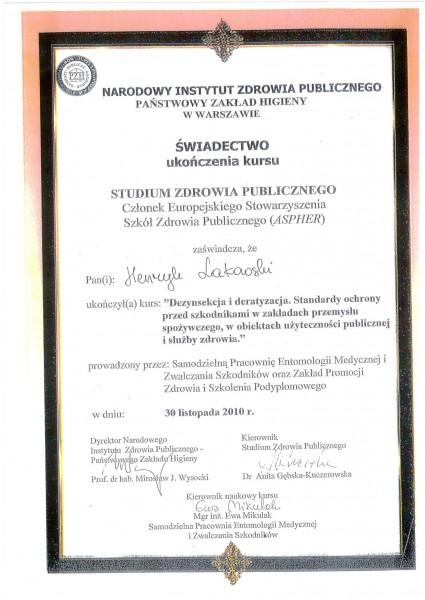 NARODOWY INSTYTUT ZDROWIA PUBLICZNEGO
PAŃSTWOWY ZAKŁAD HIGIENY
W WARSZAWIE
PZH
ŚWIADECTWO
ukończenia kursu
STUDIUM ZDROWIA PUBLICZNEGO
Członek Europejskiego Stowarzyszenia
Szkół Zdrowia Publicznego (ASPHER)
zaświadcza, że
Pan(i): Henryk
ukończył(a) kurs: ”Dezynsekcja i deratyzacja. Standardy ochrony
przed szkodnikami w zakładach przemysłu
spożywczego, w obiektach użyteczności publicznej
i służby zdrowia.”
prowadzony przez: Samodzielną Pracownię Entomologii Medycznej i
Zwalczania Szkodników oraz Zakład Promocji
Zdrowia i Szkolenia Podyplomowego
w dniu: 30 listopada 2010 r.
Dyrektor Narodowego
Instytutu Zdrowia Publicznego -
Państwowego Zakładu Higieny
Prof. dr hab. Mirosław J. Wysocki
Kierownik
Studium Zdrowia Publicznego
Dr Anita Gębska-Kuczerowska
Kierownik naukowy kursu
Ewa Mikulak
Mgr inż. Ewa Mikulak
Samodzielna Pracownia Entomologii Medycznej
i Zwalczania Szkodników